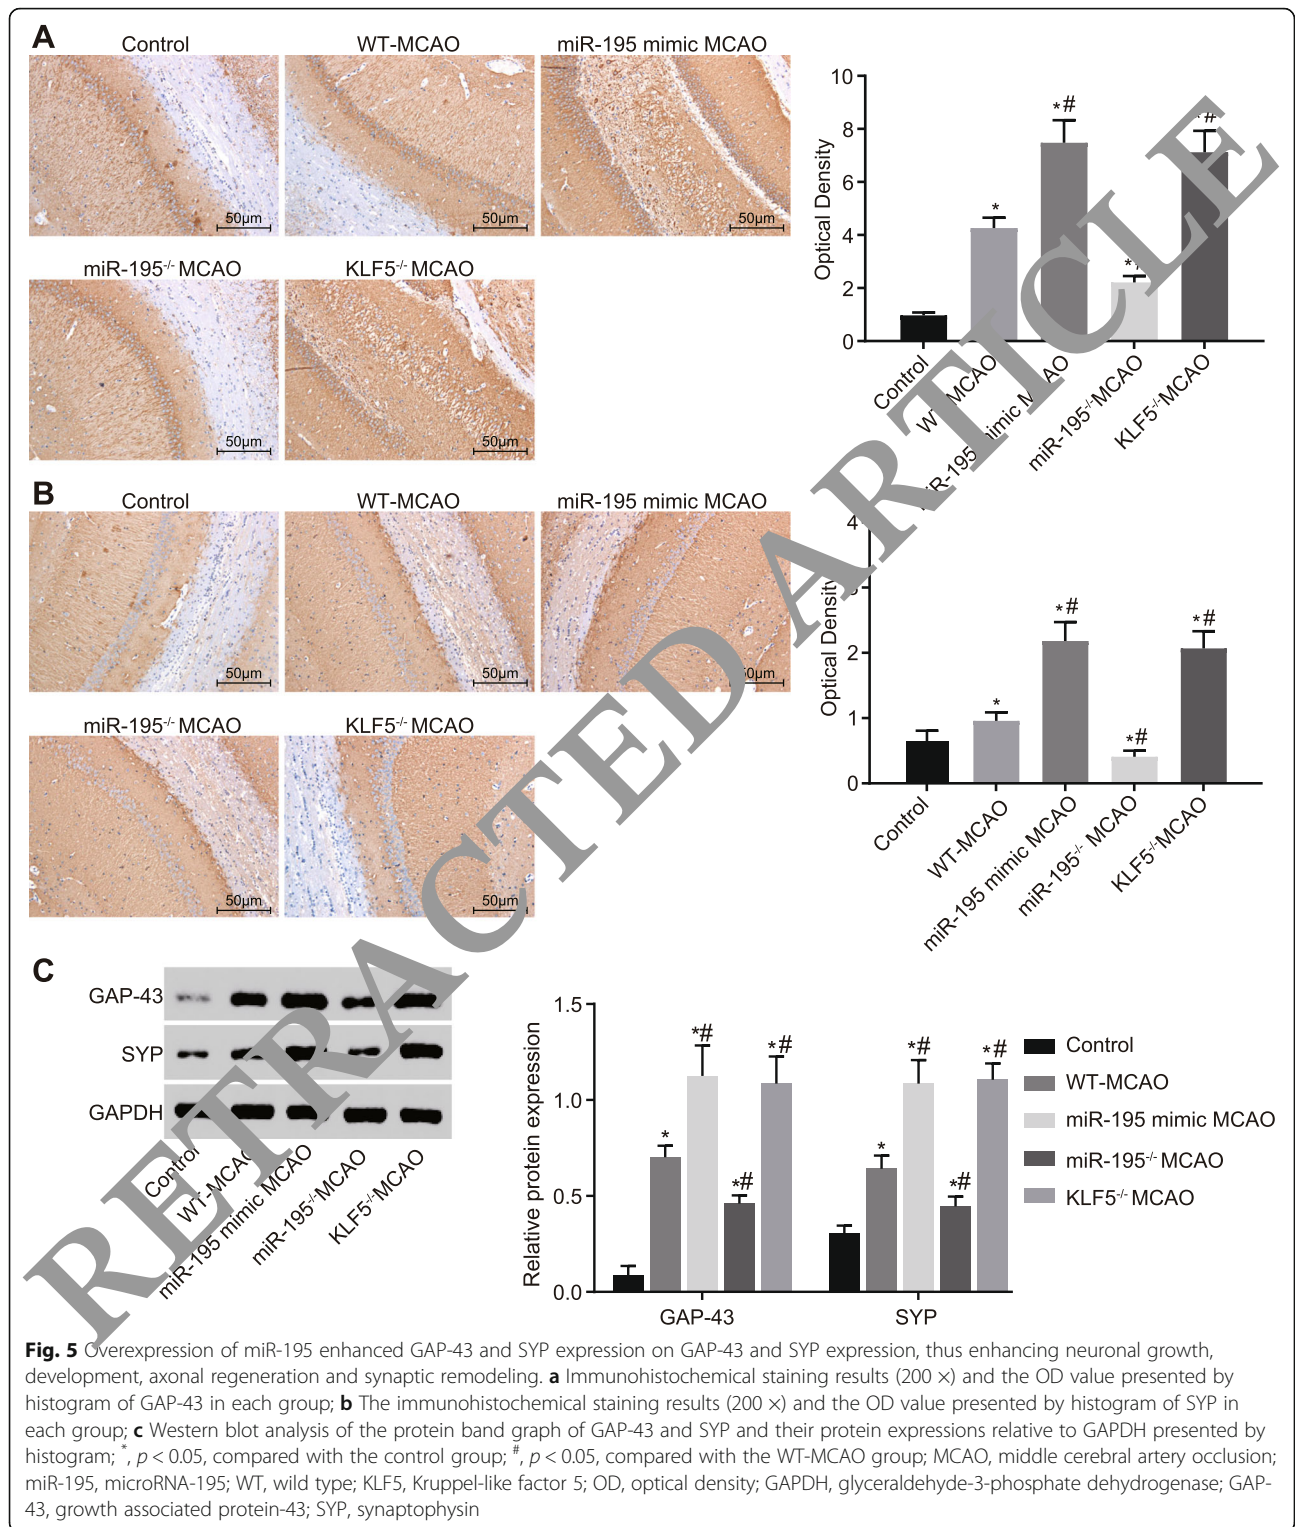 A
Control
WT-MCAO
miR-195 mimic MCAO
50μm
50μm
50μm
miR-195-/- MCAO
KLF5-/- MCAO
50μm
50μm
10
8
6
4
2
0
Optical Density
*
*#
*#
Control
WT-MCAO
miR-195 mimic MCAO
miR-195-/- MCAO
KLF5-/- MCAO
B
Control
WT-MCAO
miR-195 mimic MCAO
50μm
50μm
50μm
miR-195-/- MCAO
KLF5-/- MCAO
50μm
50μm
4
2
1
0
Optical Density
*
*#
*#
*#
Control
WT-MCAO
miR-195 mimic MCAO
miR-195-/- MCAO
KLF5-/- MCAO
C
GAP-43
SYP
GAPDH
Control
WT-MCAO
miR-195 mimic MCAO
miR-195-/- MCAO
KLF5-/- MCAO
1.5
1.0
0.5
0.0
Relative protein expression
*
*#
*#
*#
*
*#
*#
*#
GAP-43
SYP
Control
WT-MCAO
miR-195 mimic MCAO
miR-195-/- MCAO
KLF5-/- MCAO
RETRACTED ARTICLE
Fig. 5 Overexpression of miR-195 enhanced GAP-43 and SYP expression on GAP-43 and SYP expression, thus enhancing neuronal growth,
development, axonal regeneration and synaptic remodeling. a Immunohistochemical staining results (200 ×) and the OD value presented by
histogram of GAP-43 in each group; b The immunohistochemical staining results (200 ×) and the OD value presented by histogram of SYP in
each group; c Western blot analysis of the protein band graph of GAP-43 and SYP and their protein expressions relative to GAPDH presented by
histogram; *, p < 0.05, compared with the control group; #, p < 0.05, compared with the WT-MCAO group; MCAO, middle cerebral artery occlusion;
miR-195, microRNA-195; WT, wild type; KLF5, Kruppel-like factor 5; OD, optical density; GAPDH, glyceraldehyde-3-phosphate dehydrogenase; GAP-
43, growth associated protein-43; SYP, synaptophysin